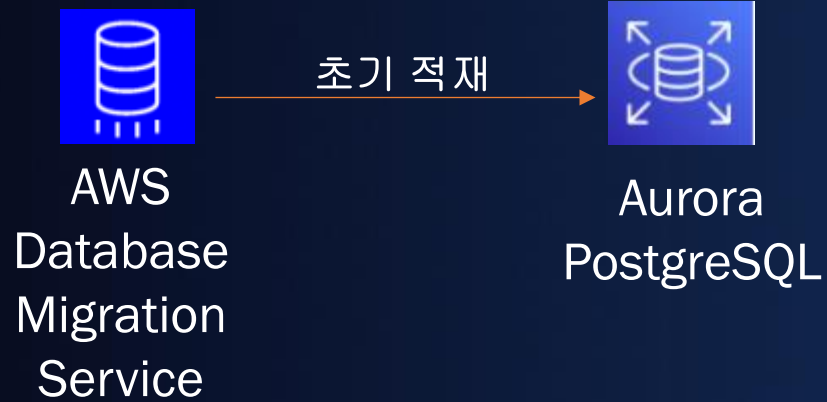 초기 적재
AWS
Database
Migration
Service
Aurora
PostgreSQL